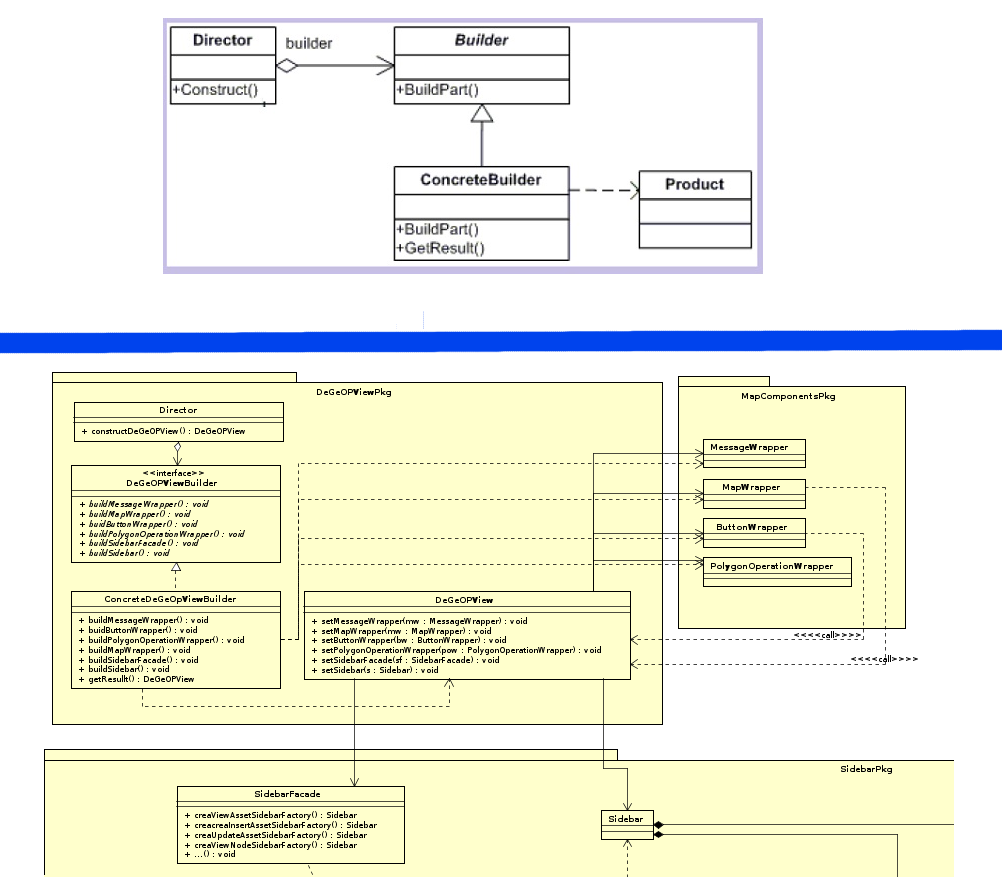 Director
builder
Builder
+Construct()
+BuildPart()
ConcreteBuilder
+BuildPart()
+GetResult()
Product
DeGeOPViewPkg
Director
+ constructDeGeOPView() : DeGeOPView
<<interface>>
DeGeOPViewBuilder
+ buildMessageWrapper() : void
+ buildMapWrapper() : void
+ buidButtonWrapper() : void
+ buildPolygonOperationWrapper() : void
+ buildSidebarFacade() : void
+ buildSidebar() : void
ConcreteDeGeOpViewBuilder
+ buildMessageWrapper() : void
+ buidButtonWrapper() : void
+ buildPolygonOperationWrapper() : void
+ buildMapWrapper() : void
+ buildSidebarFacade() : void
+ buildSidebar() : void
+ getResullt() : DeGeOPView
DeGeOPView
+ setMessageWrapper(mw : MessageWrapper) : void
+ setMapWrapper(mw : MapWrapper) : void
+ setButtonWrapper(bw : ButtonWrapper) : void
+ setPolygonOperationWrapper(pow : PolygonOperationWrapper) : void
+ setSidebarFacade(sf : SidebarFacade) : void
+ setSidebar(s : Sidebar) : void
MapComponentsPkg
MessageWrapper
MapWrapper
ButtonWrapper
PolygonOperationWrapper
<<<<call>>>>
<<<<call>>>>
SidebarPkg
SidebarFacade
+ creaViewAssetSidebarFactory() : Sidebar
+ creacreaInsertAssetSidebarFactory() : Sidebar
+ creaUpdateAssetSidebarFactory() : Sidebar
+ creaViewNodeSidebarFactory() : Sidebar
+ ...() : void
Sidebar